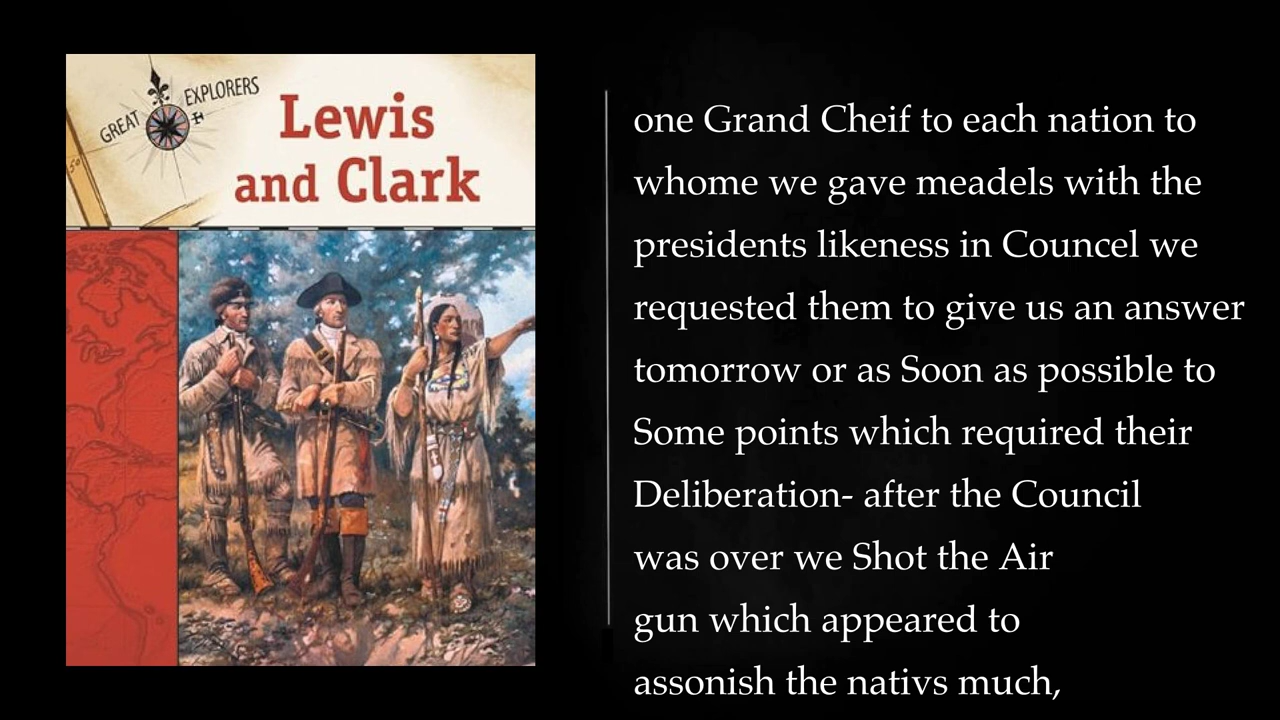 GREAT EXPLORERS
Lewis
and Clark
50
one Grand Cheif to each nation to
whome we gave meadels with the
presidents likeness in Councel we
requested them to give us an answer
tomorrow or as Soon as possible to
Some points which required their
Deliberation- after the Council
was over we Shot the Air
gun which appeared to
assonish the nativs much,